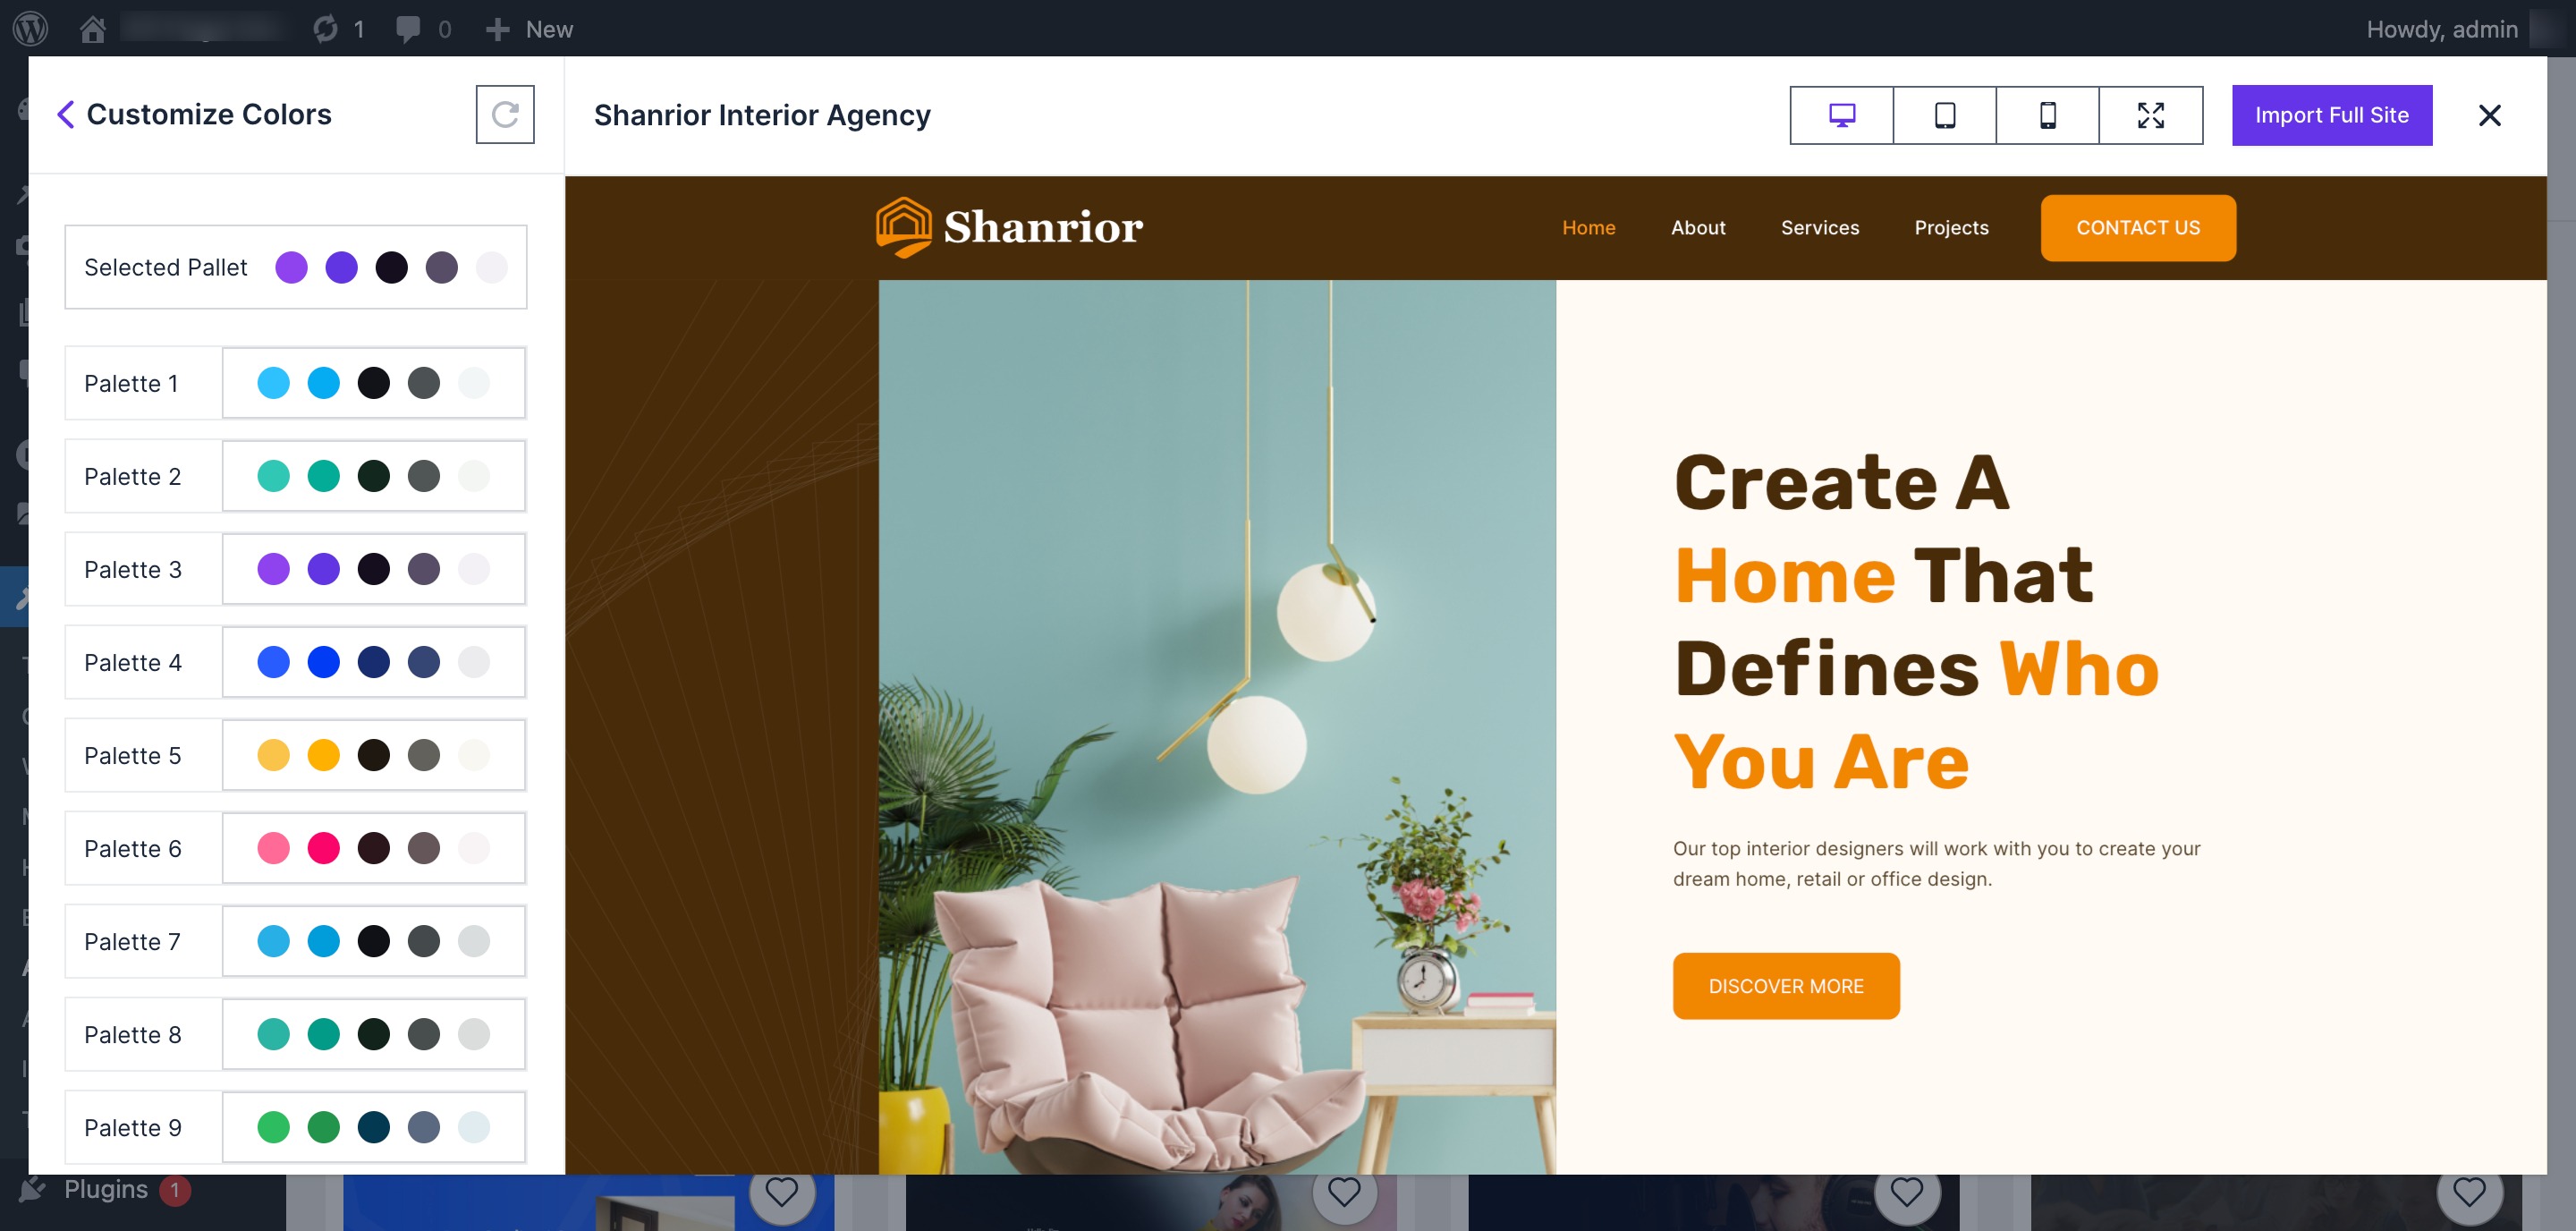 1
0
New
Howdy, admin
Customize Colors
Shanrior Interior Agency
Import Full Site
Selected Pallet
Palette 1
Palette 2
Palette 3
Palette 4
Palette 5
Palette 6
Palette 7
Palette 8
Palette 9
Shanrior
Home
About
Services
Projects
CONTACT US
Create A
Home That
Defines Who
You Are
Our top interior designers will work with you to create your
dream home, retail or office design.
DISCOVER MORE
Plugins 1